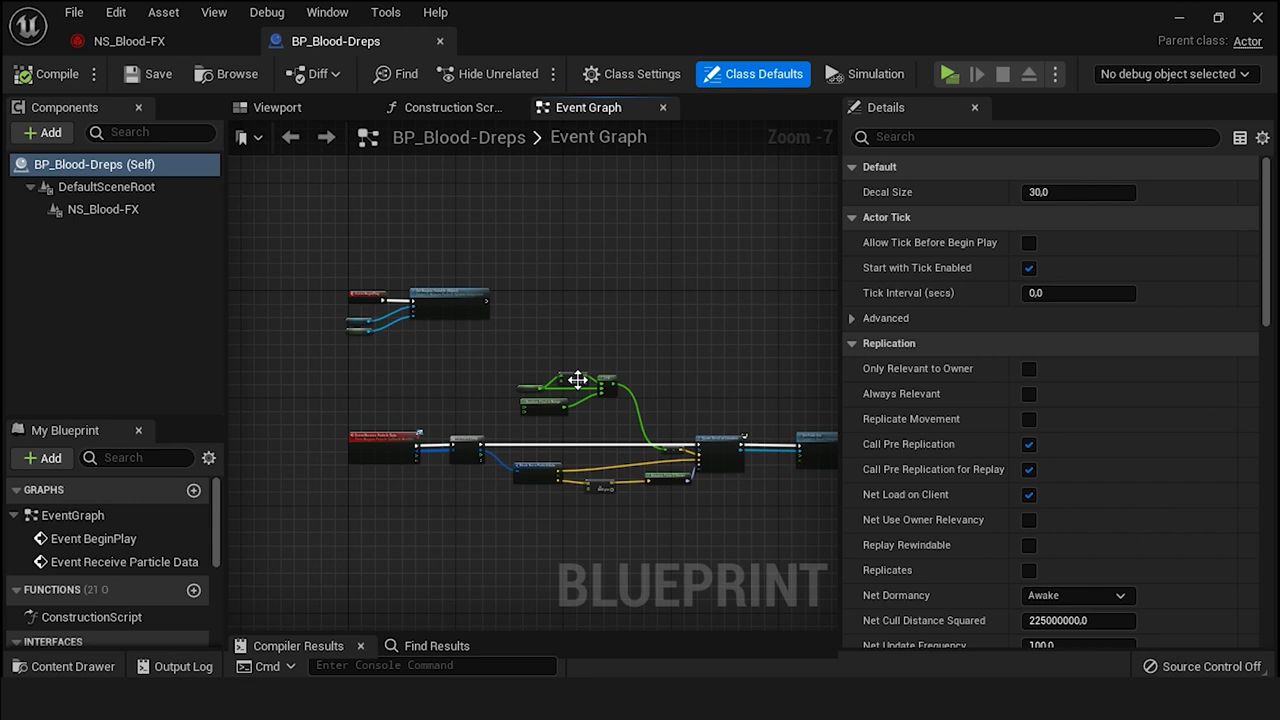 File Edit Asset View Debug Window Tools Help
NS_Blood-FX BP_Blood-Dreps
Parent class: Actor
Compile Save Browse Diff Find Hide Unrelated Class Settings Class Defaults Simulation No debug object selected
Components
Add Search
BP_Blood-Dreps (Self)
DefaultSceneRoot
NS_Blood-FX
My Blueprint
Add Search
GRAPHS
EventGraph
Event BeginPlay
Event Receive Particle Data
FUNCTIONS (21 O
ConstructionScript
INTERFACES
Viewport Construction Scr... Event Graph
BP_Blood-Dreps > Event Graph Zoom -7
BLUEPRINT
Compiler Results Find Results
Details
Search
Default
Decal Size 30,0
Actor Tick
Allow Tick Before Begin Play
Start with Tick Enabled
Tick Interval (secs) 0,0
Advanced
Replication
Only Relevant to Owner
Always Relevant
Replicate Movement
Call Pre Replication
Call Pre Replication for Replay
Net Load on Client
Net Use Owner Relevancy
Replay Rewindable
Replicates
Net Dormancy Awake
Net Cull Distance Squared 225000000,0
Net Update Frequency 100,0
Content Drawer Output Log Cmd Enter Console Command Source Control Off